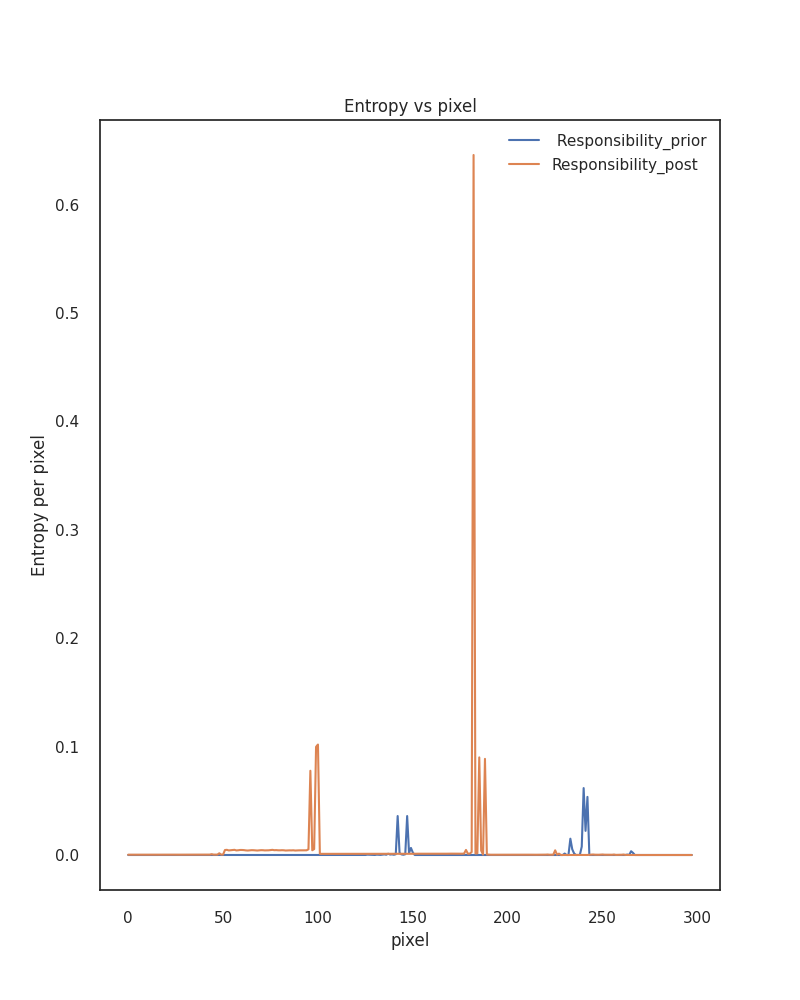 Entropy vs pixel
Responsibility_prior
Responsibility_post
Entropy per pixel
0.6
0.5
0.4
0.3
0.2
0.1
0.0
0 50 100 150 200 250 300
pixel